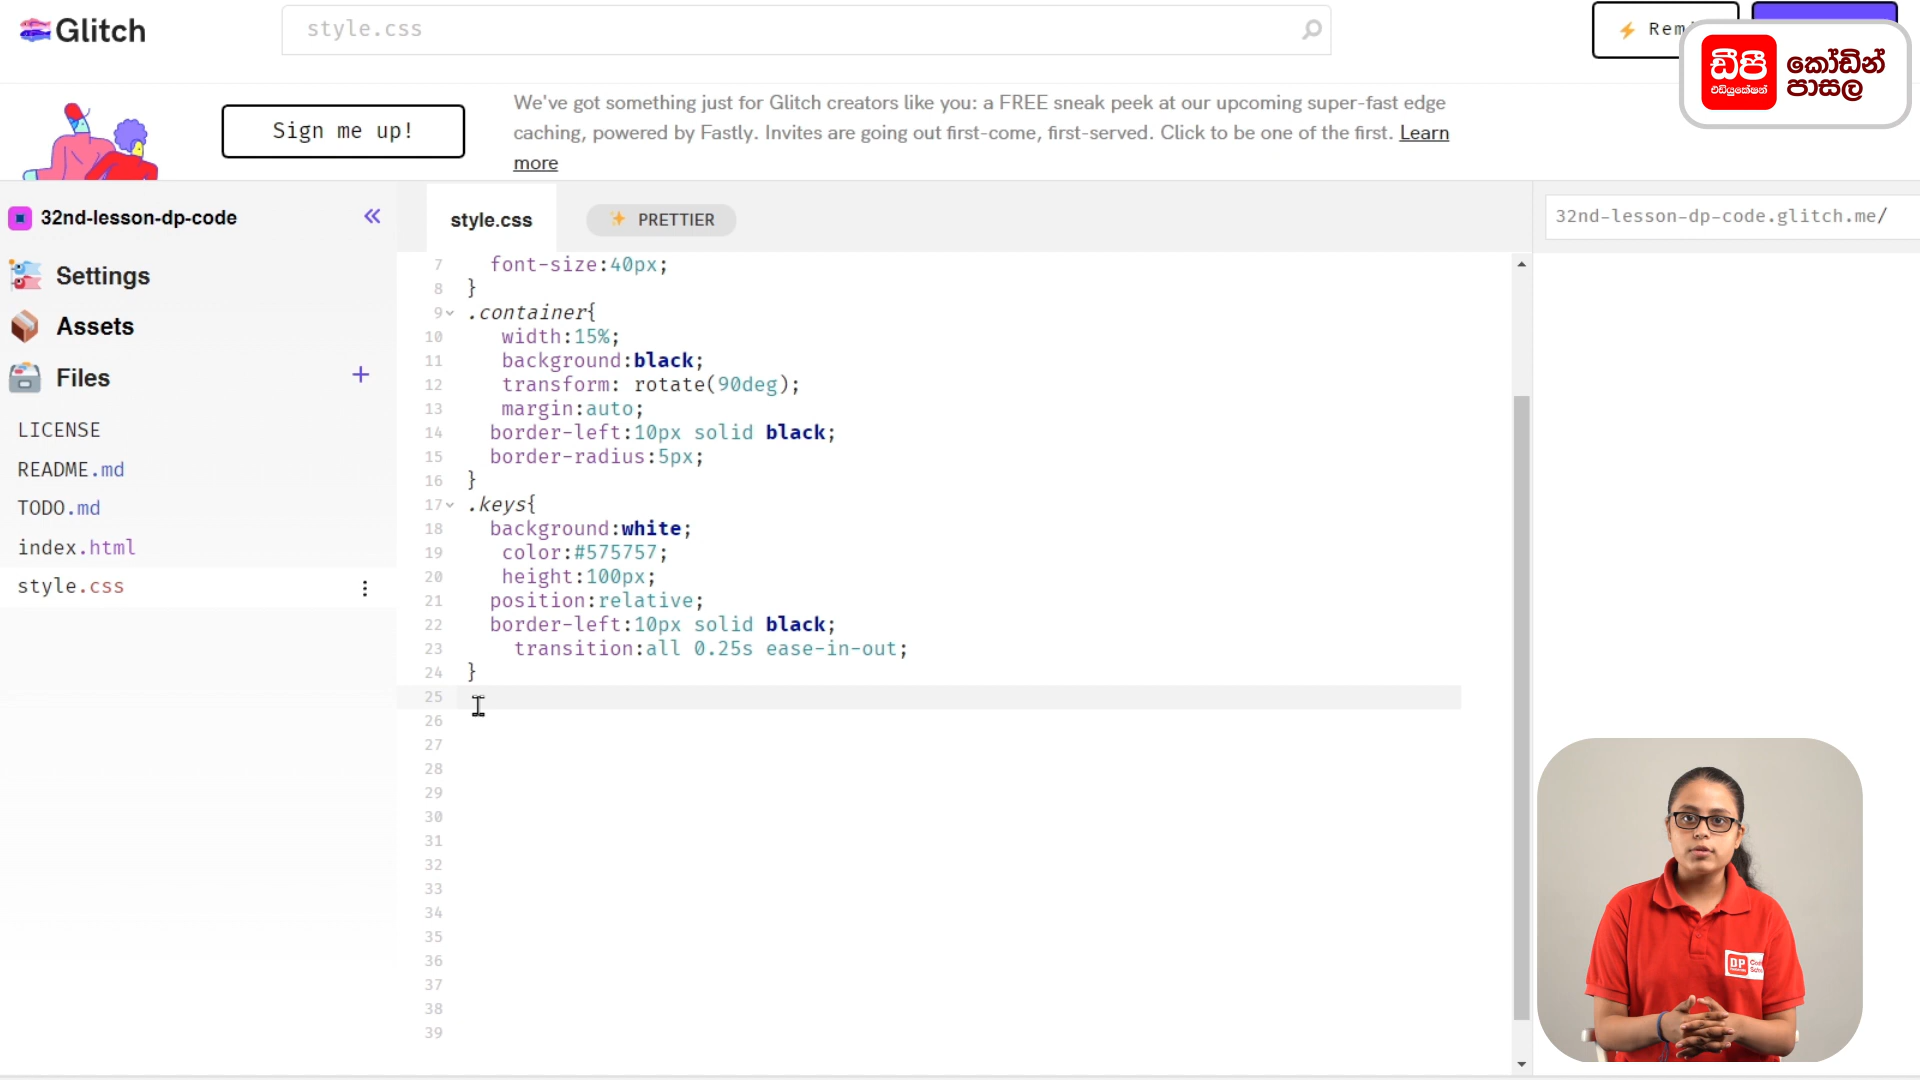 Glitch
style.css
⚡ Rem
ඩීපී
එඩියුකේෂන්
කෝඩින්
පාසල
Sign me up!
We've got something just for Glitch creators like you: a FREE sneak peek at our upcoming super-fast edge
caching, powered by Fastly. Invites are going out first-come, first-served. Click to be one of the first. Learn
more
32nd-lesson-dp-code
Settings
Assets
Files
LICENSE
README.md
TODO.md
index.html
style.css
style.css
PRETTIER
32nd-lesson-dp-code.glitch.me/
7 font-size:40px;
8 }
9 .container{
10 width:15%;
11 background:black;
12 transform: rotate(90deg);
13 margin:auto;
14 border-left:10px solid black;
15 border-radius:5px;
16 }
17 .keys{
18 background:white;
19 color:#575757;
20 height:100px;
21 position:relative;
22 border-left:10px solid black;
23 transition:all 0.25s ease-in-out;
24 }
25
26
27
28
29
30
31
32
33
34
35
36
37
38
39
DP